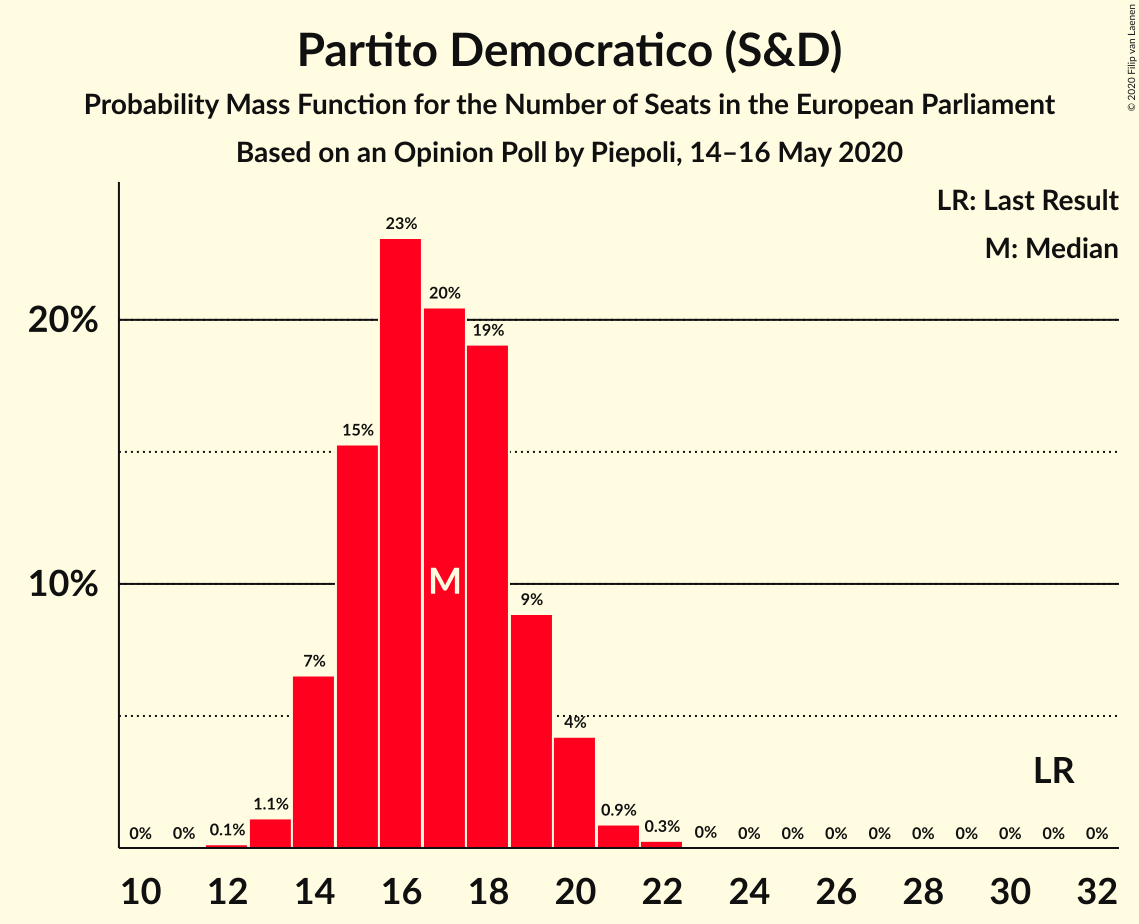 Partito Democratico (S&D)
Probability Mass Function for the Number of Seats in the European Parliament
Based on an Opinion Poll by Piepoli, 14–16 May 2020
© 2020 Filip van Laenen
LR: Last Result
M: Median
20%
10%
0% 0% 0.1% 1.1% 7% 15% 23% 20% 19% 9% 4% 0.9% 0.3% 0% 0% 0% 0% 0% 0% 0% 0% 0% 0%
M
LR
10 12 14 16 18 20 22 24 26 28 30 32